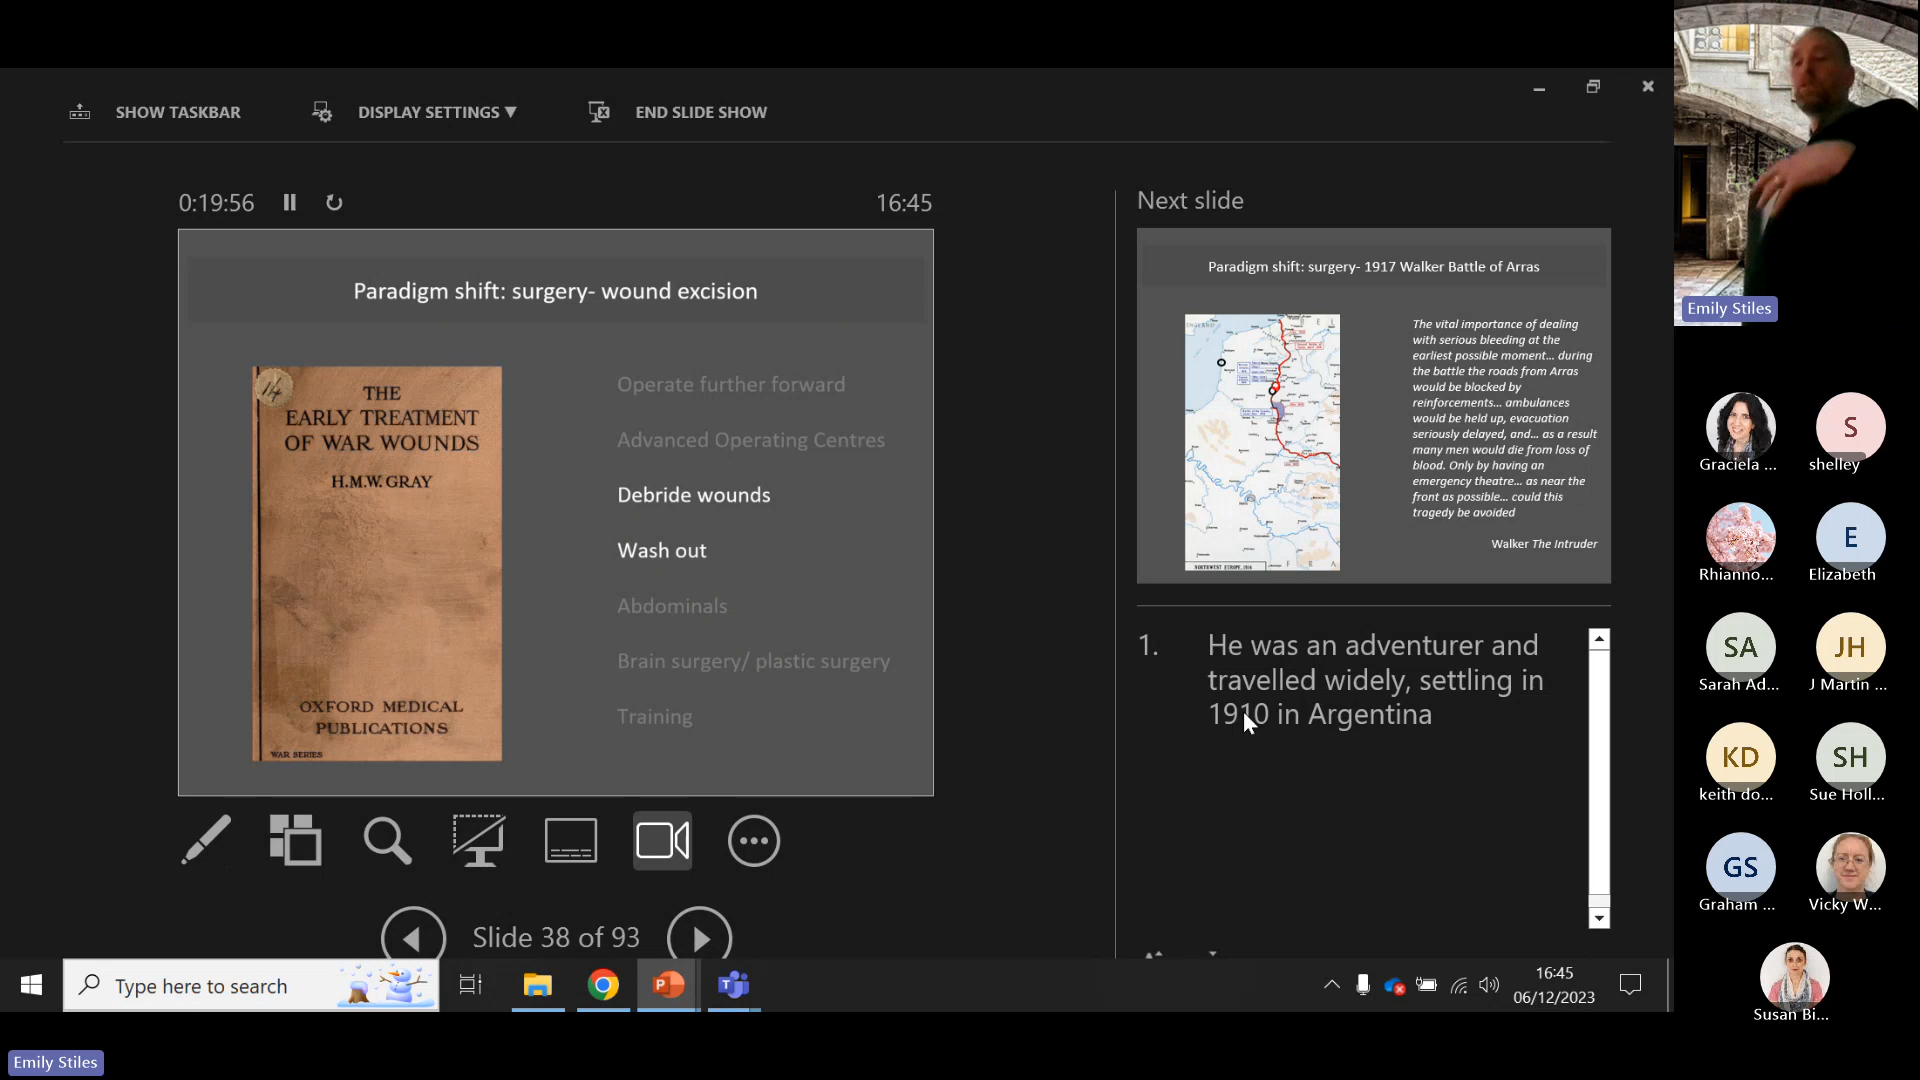 SHOW TASKBAR
DISPLAY SETTINGS ▼
END SLIDE SHOW
0:19:56
16:45
Paradigm shift: surgery- wound excision
14
THE
EARLY TREATMENT
OF WAR WOUNDS
H.M.W. GRAY
OXFORD MEDICAL
PUBLICATIONS
WAR SERIES
Operate further forward
Advanced Operating Centres
Debride wounds
Wash out
Abdominals
Brain surgery/ plastic surgery
Training
Slide 38 of 93
Next slide
Paradigm shift: surgery- 1917 Walker Battle of Arras
NORTHWEST EUROPE, 1914
The vital importance of dealing
with serious bleeding at the
earliest possible moment... during
the battle the roads from Arras
would be blocked by
reinforcements... ambulances
would be held up, evacuation
seriously delayed, and... as a result
many men would die from loss of
blood. Only by having an
emergency theatre... as near the
front as possible... could this
tragedy be avoided
Walker The Intruder
1. He was an adventurer and
travelled widely, settling in
1910 in Argentina
Type here to search
16:45
06/12/2023
Emily Stiles
Graciela ...
S
shelley
Rhianno...
E
Elizabeth
SA
Sarah Ad...
JH
J Martin ...
KD
keith do...
SH
Sue Holl...
GS
Graham ...
Vicky W...
Susan Bi...
Emily Stiles